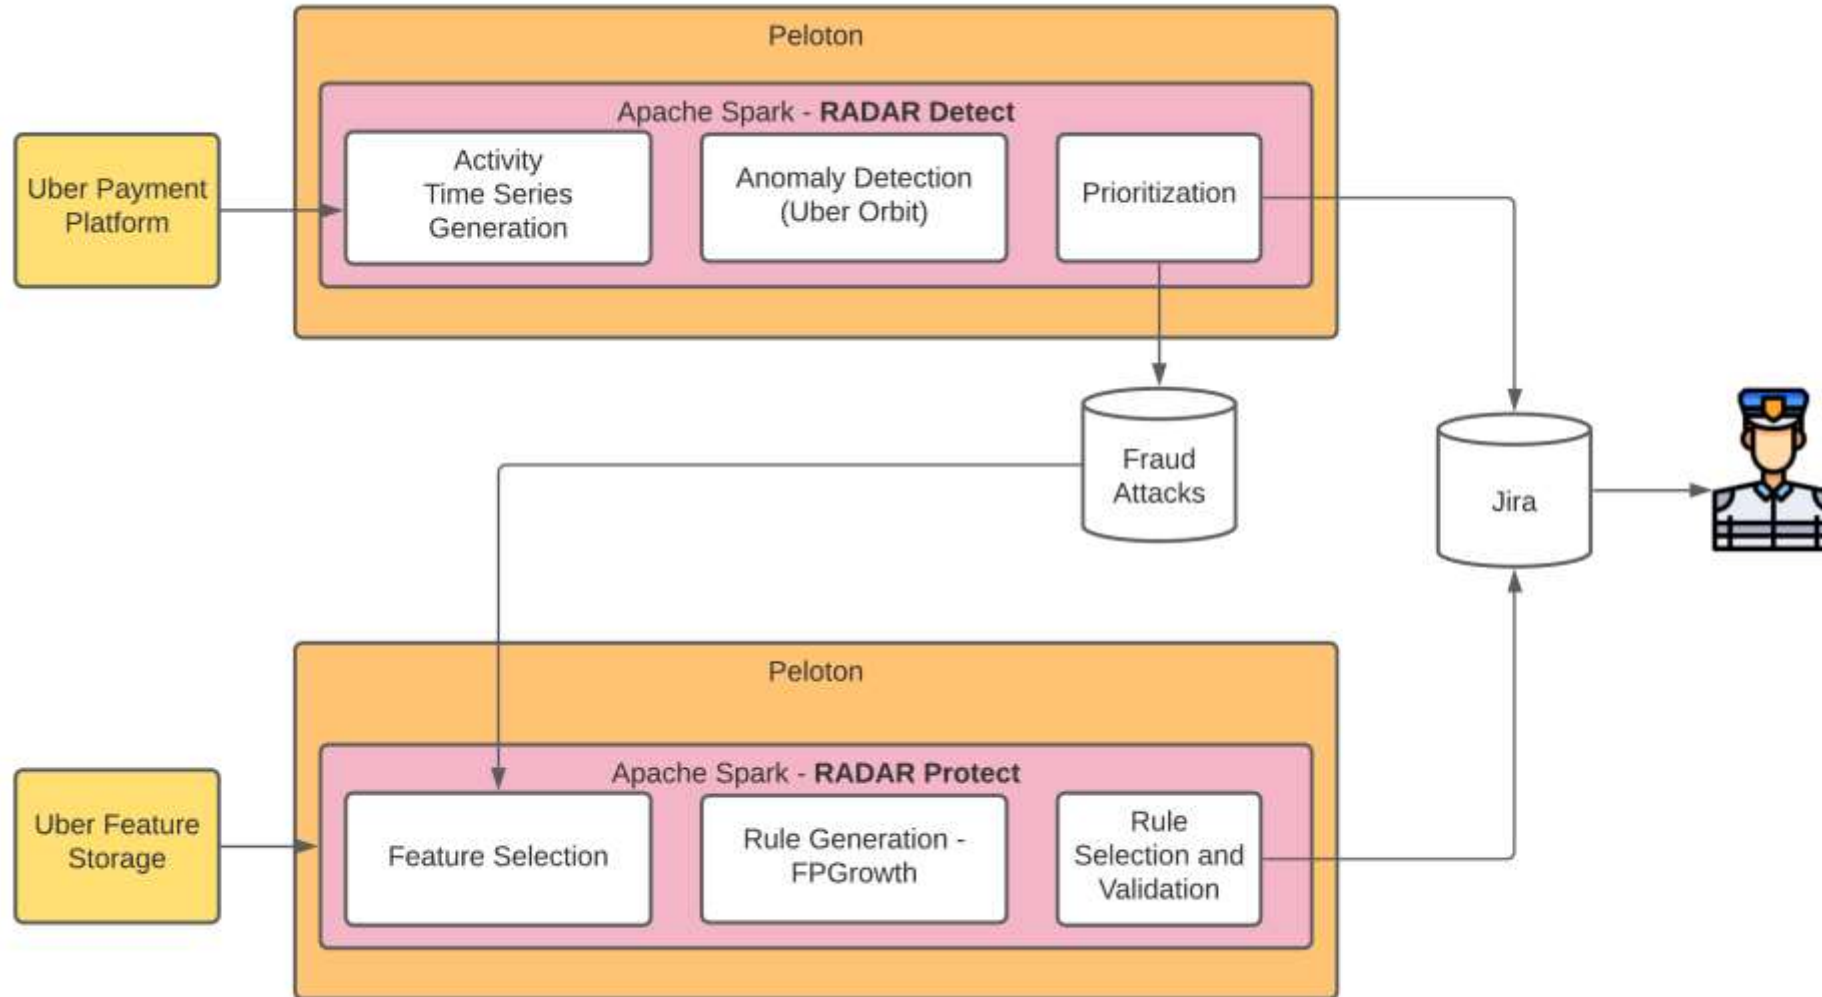 Peloton
Apache Spark - RADAR Detect
Uber Payment
Platform
Activity
Time Series
Generation
Anomaly Detection
(Uber Orbit)
Prioritization
Fraud
Attacks
Jira
Peloton
Apache Spark - RADAR Protect
Uber Feature
Storage
Feature Selection
Rule Generation -
FPGrowth
Rule
Selection and
Validation